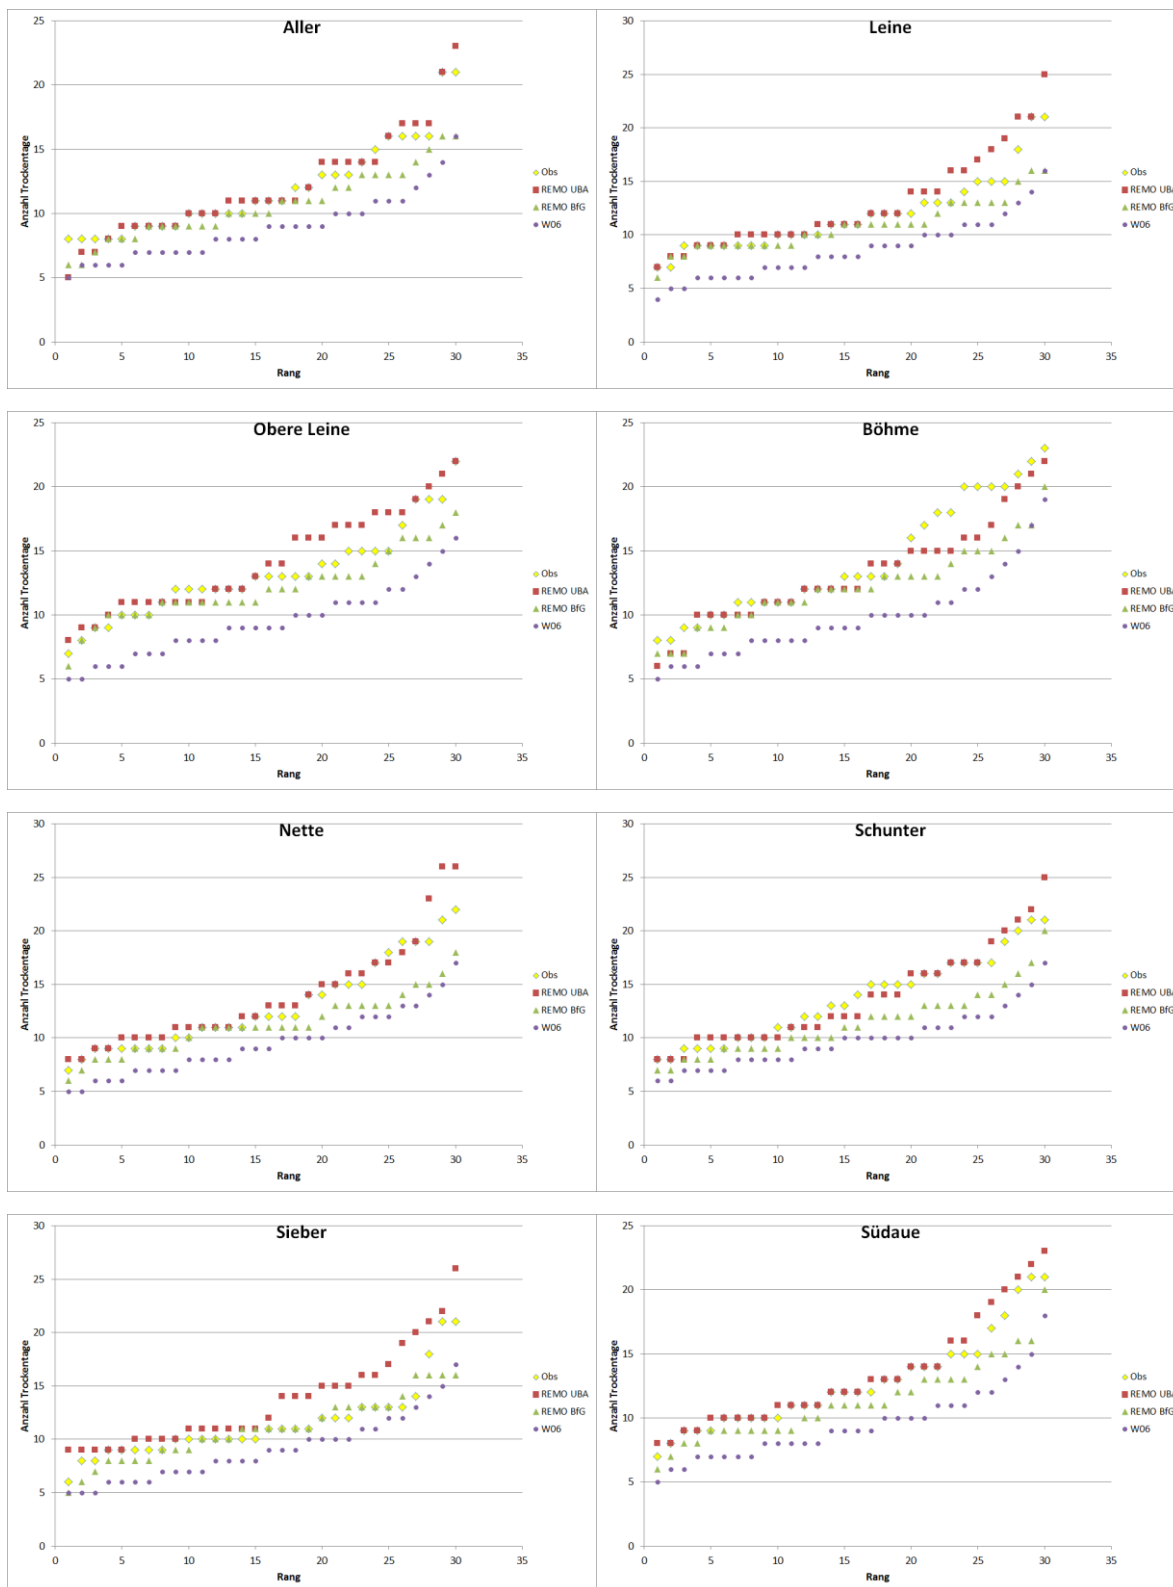 Aller
Anzahl Trockentage
25
20
15
10
5
0
0 5 10 15 20 25 30 35
Rang
Obs
REMO UBA
REMO BfG
W06
Leine
Anzahl Trockentage
30
25
20
15
10
5
0
0 5 10 15 20 25 30 35
Rang
Obs
REMO UBA
REMO BfG
W06
Obere Leine
Anzahl Trockentage
25
20
15
10
5
0
0 5 10 15 20 25 30 35
Rang
Obs
REMO UBA
REMO BfG
W06
Böhme
Anzahl Trockentage
25
20
15
10
5
0
0 5 10 15 20 25 30 35
Rang
Obs
REMO UBA
REMO BfG
W06
Nette
Anzahl Trockentage
30
25
20
15
10
5
0
0 5 10 15 20 25 30 35
Rang
Obs
REMO UBA
REMO BfG
W06
Schunter
Anzahl Trockentage
30
25
20
15
10
5
0
0 5 10 15 20 25 30 35
Rang
Obs
REMO UBA
REMO BfG
W06
Sieber
Anzahl Trockentage
30
25
20
15
10
5
0
0 5 10 15 20 25 30 35
Rang
Obs
REMO UBA
REMO BfG
W06
Südaue
Anzahl Trockentage
25
20
15
10
5
0
0 5 10 15 20 25 30 35
Rang
Obs
REMO UBA
REMO BfG
W06